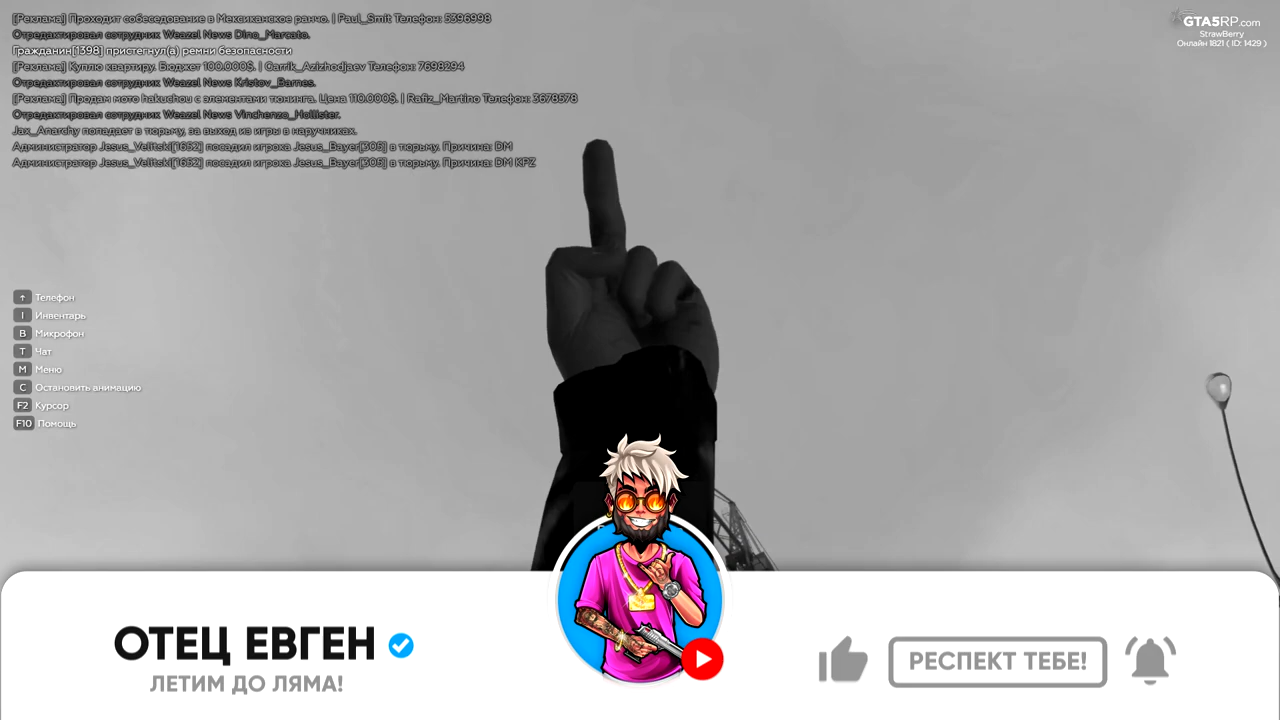 [Реклама] Проходит собеседование в Мексиканское ранчо. | Paul_Smit Телефон: 5396998
Отредактировал сотрудник Weazel News Dino_Marcato.
Гражданин[1398] пристегнул(а) ремни безопасности
[Реклама] Куплю квартиру. Бюджет 100.000$. | Garrik_Azizhodjaev Телефон: 7698294
Отредактировал сотрудник Weazel News Kristov_Barnes.
[Реклама] Продам мото hakuchou с элементами тюнинга. Цена 110.000$. | Rafiz_Martino Телефон: 3678578
Отредактировал сотрудник Weazel News Vinchenzo_Hollister.
Jax_Anarchy попадает в тюрьму, за выход из игры в наручниках.
Администратор Jesus_Velitski[1652] посадил игрока Jesus_Bayer[305] в тюрьму. Причина: DM
Администратор Jesus_Velitski[1652] посадил игрока Jesus_Bayer[305] в тюрьму. Причина: DM KPZ
GTA5RP.com
StrawBerry
Онлайн 1821 ( ID: 1429 )
↑ Телефон
I Инвентарь
B Микрофон
T Чат
M Меню
C Остановить анимацию
F2 Курсор
F10 Помощь
ОТЕЦ ЕВГЕН
ЛЕТИМ ДО ЛЯМА!
РЕСПЕКТ ТЕБЕ!